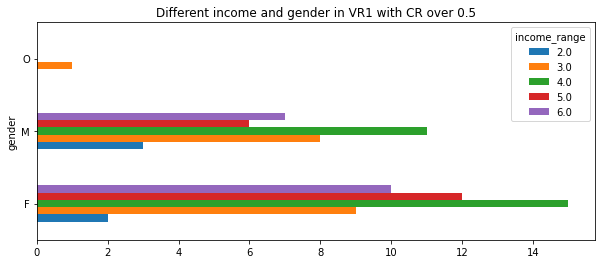 Different income and gender in VR1 with CR over 0.5
income_range
2.0
3.0
4.0
5.0
6.0
gender
O
M
F
0 2 4 6 8 10 12 14